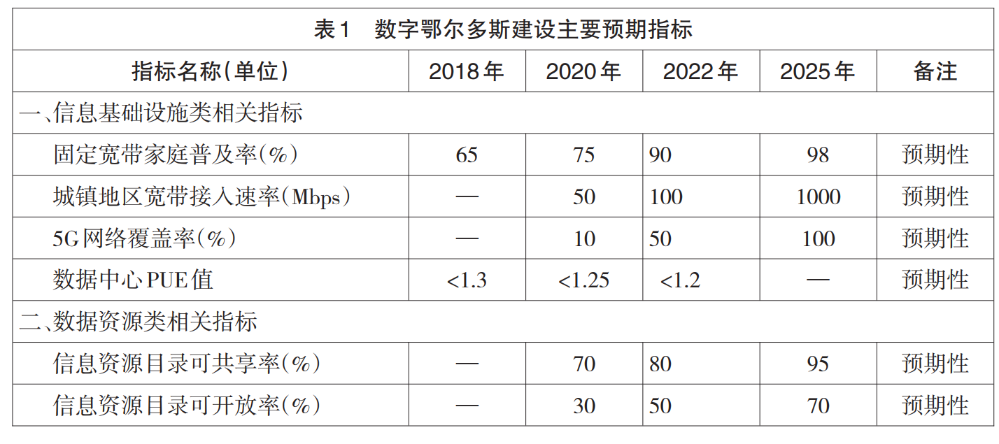 表1 数字鄂尔多斯建设主要预期指标
指标名称(单位) 2018年 2020年 2022年 2025年 备注
一、信息基础设施类相关指标
固定宽带家庭普及率(%) 65 75 90 98 预期性
城镇地区宽带接入速率(Mbps) — 50 100 1000 预期性
5G网络覆盖率(%) — 10 50 100 预期性
数据中心PUE值 <1.3 <1.25 <1.2 — 预期性
二、数据资源类相关指标
信息资源目录可共享率(%) — 70 80 95 预期性
信息资源目录可开放率(%) — 30 50 70 预期性